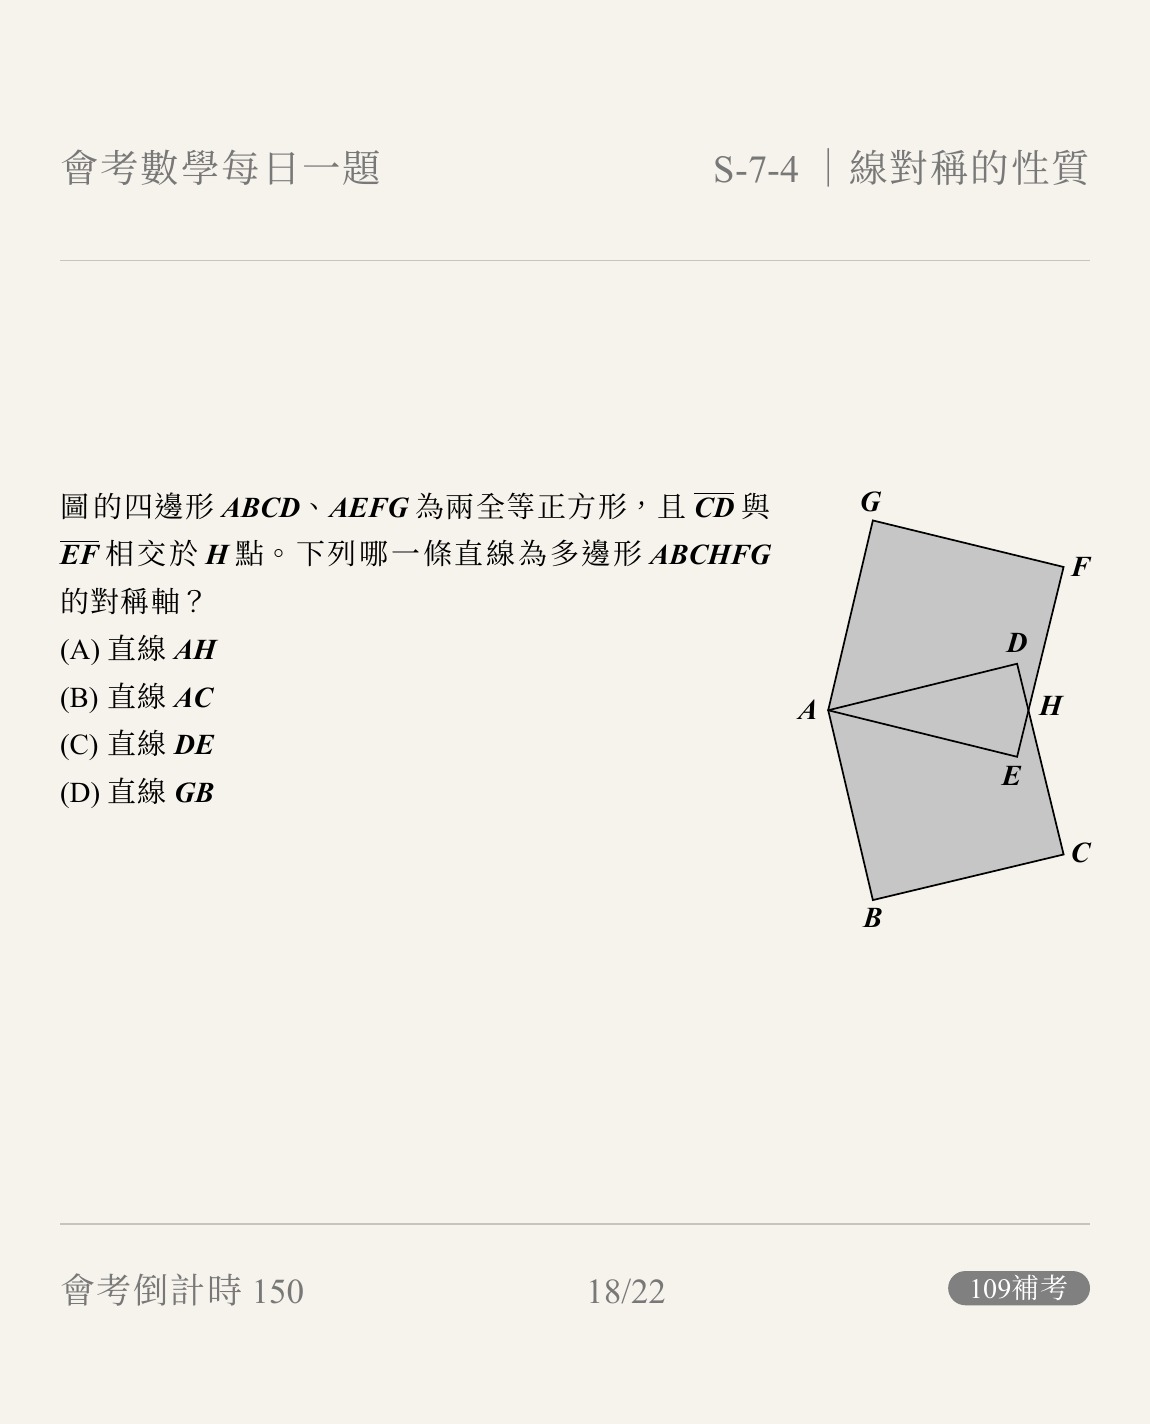 會考數學每日一題
S-7-4｜線對稱的性質
圖的四邊形 ABCD、AEFG 為兩全等正方形，且 CD 與
EF 相交於 H 點。下列哪一條直線為多邊形 ABCHFG
的對稱軸？
(A) 直線 AH
(B) 直線 AC
(C) 直線 DE
(D) 直線 GB
G
F
D
A
H
E
C
B
會考倒計時 150
18/22
109補考